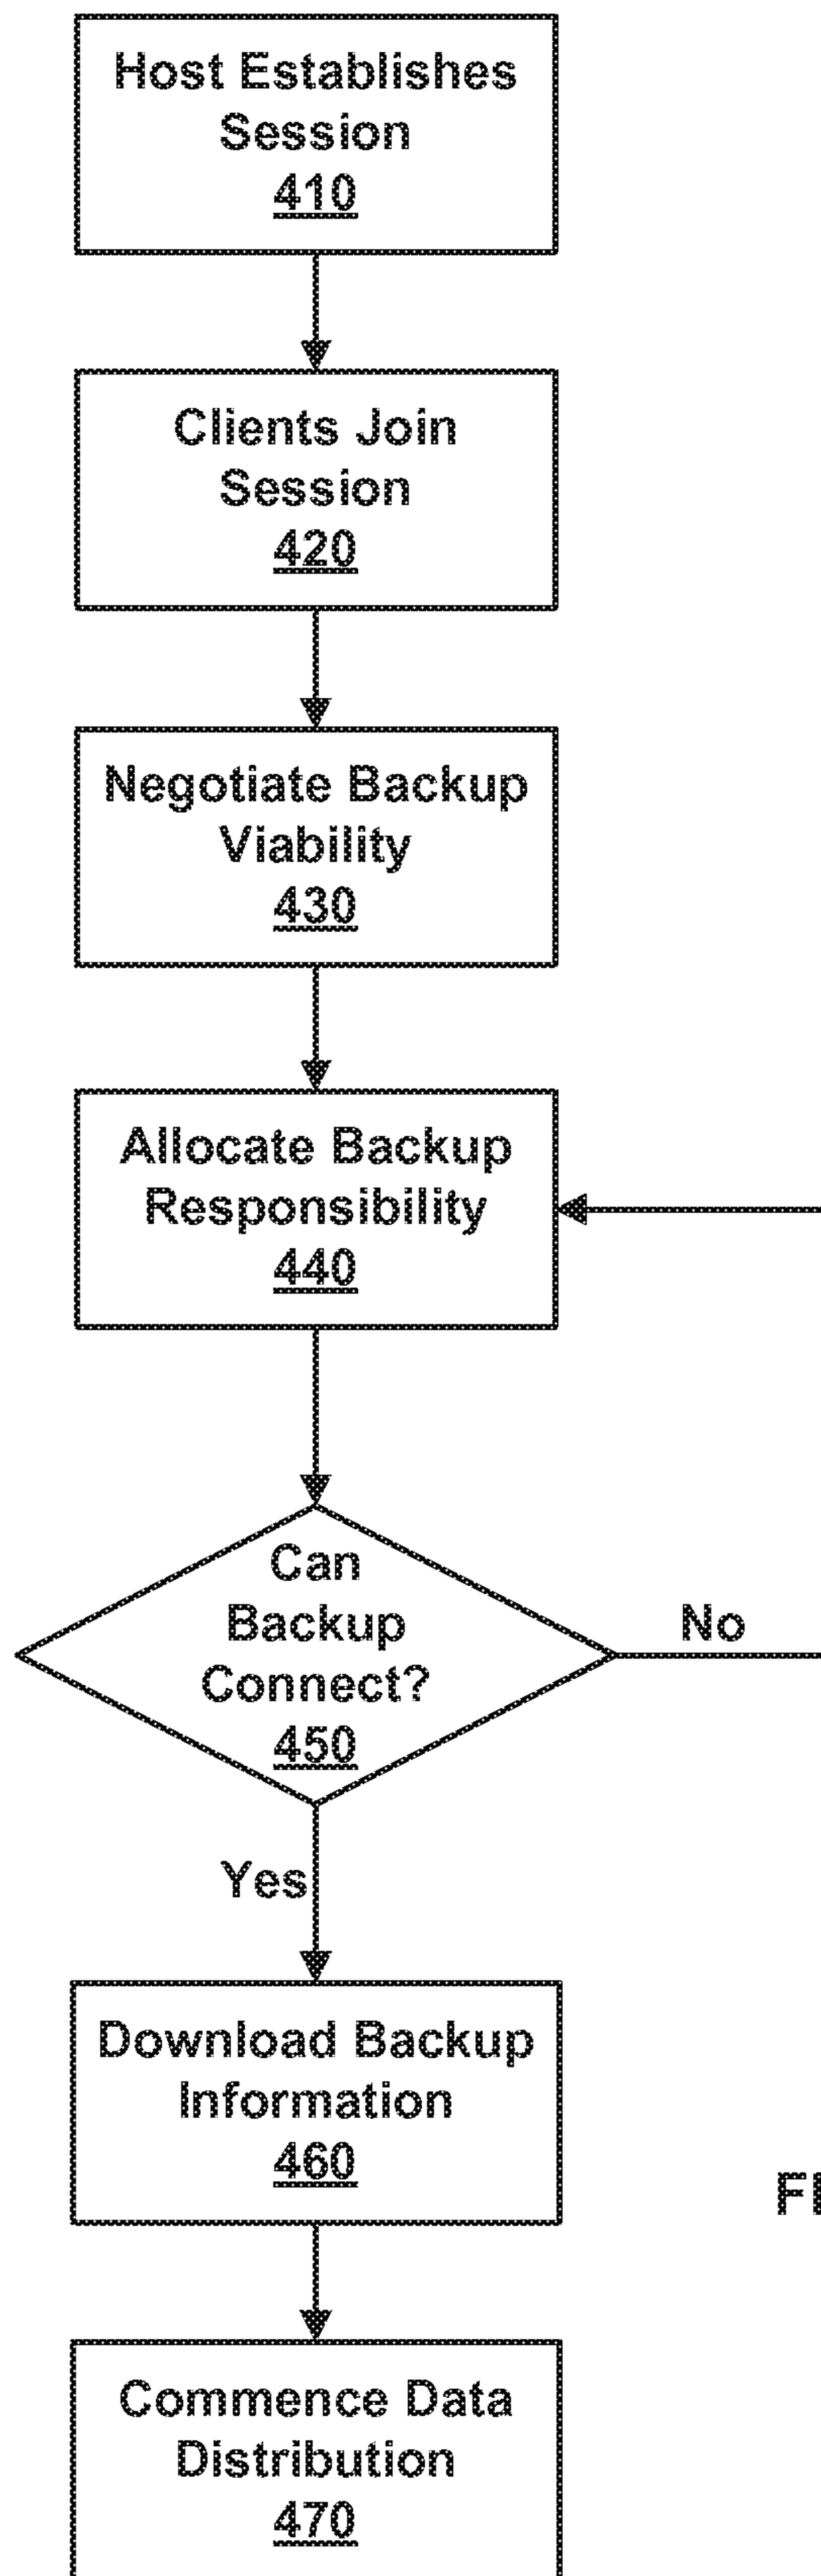 Host Establishes
Session
410
Clients Join
Session
420
Negotiate Backup
Viability
430
Allocate Backup
Responsibility
440
Can
Backup
Connect?
450
No
Yes
Download Backup
Information
460
Commence Data
Distribution
470